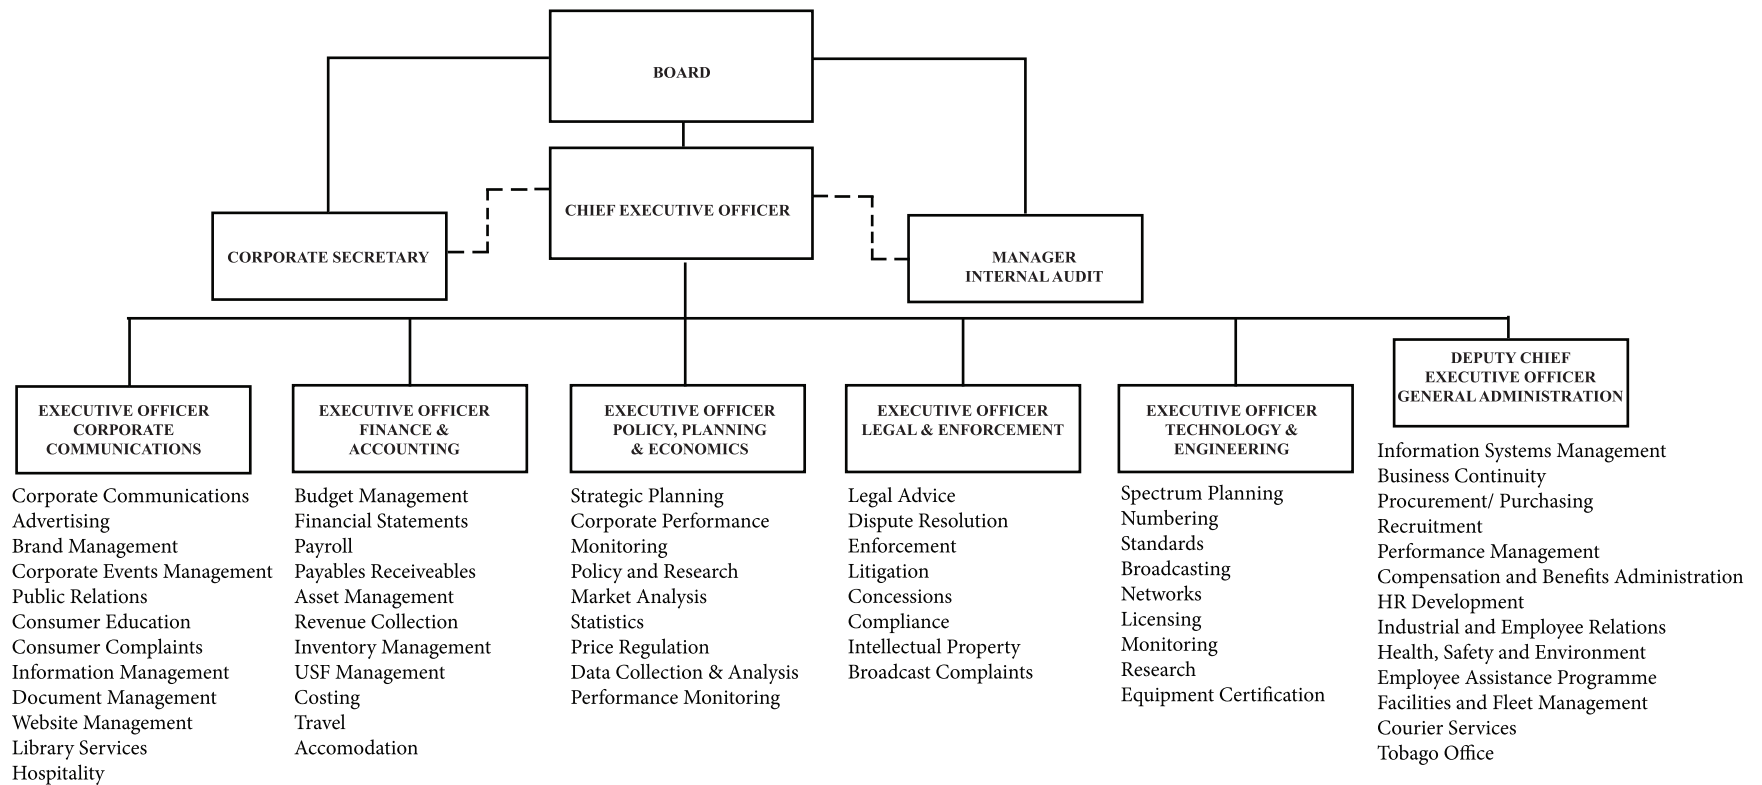 BOARD
CHIEF EXECUTIVE OFFICER
CORPORATE SECRETARY
MANAGER
INTERNAL AUDIT
EXECUTIVE OFFICER
CORPORATE
COMMUNICATIONS
Corporate Communications
Advertising
Brand Management
Corporate Events Management
Public Relations
Consumer Education
Consumer Complaints
Information Management
Document Management
Website Management
Library Services
Hospitality
EXECUTIVE OFFICER
FINANCE &
ACCOUNTING
Budget Management
Financial Statements
Payroll
Payables Receiveables
Asset Management
Revenue Collection
Inventory Management
USF Management
Costing
Travel
Accomodation
EXECUTIVE OFFICER
POLICY, PLANNING
& ECONOMICS
Strategic Planning
Corporate Performance
Monitoring
Policy and Research
Market Analysis
Statistics
Price Regulation
Data Collection & Analysis
Performance Monitoring
EXECUTIVE OFFICER
LEGAL & ENFORCEMENT
Legal Advice
Dispute Resolution
Enforcement
Litigation
Concessions
Compliance
Intellectual Property
Broadcast Complaints
EXECUTIVE OFFICER
TECHNOLOGY &
ENGINEERING
Spectrum Planning
Numbering
Standards
Broadcasting
Networks
Licensing
Monitoring
Research
Equipment Certification
DEPUTY CHIEF
EXECUTIVE OFFICER
GENERAL ADMINISTRATION
Information Systems Management
Business Continuity
Procurement/ Purchasing
Recruitment
Performance Management
Compensation and Benefits Administration
HR Development
Industrial and Employee Relations
Health, Safety and Environment
Employee Assistance Programme
Facilities and Fleet Management
Courier Services
Tobago Office